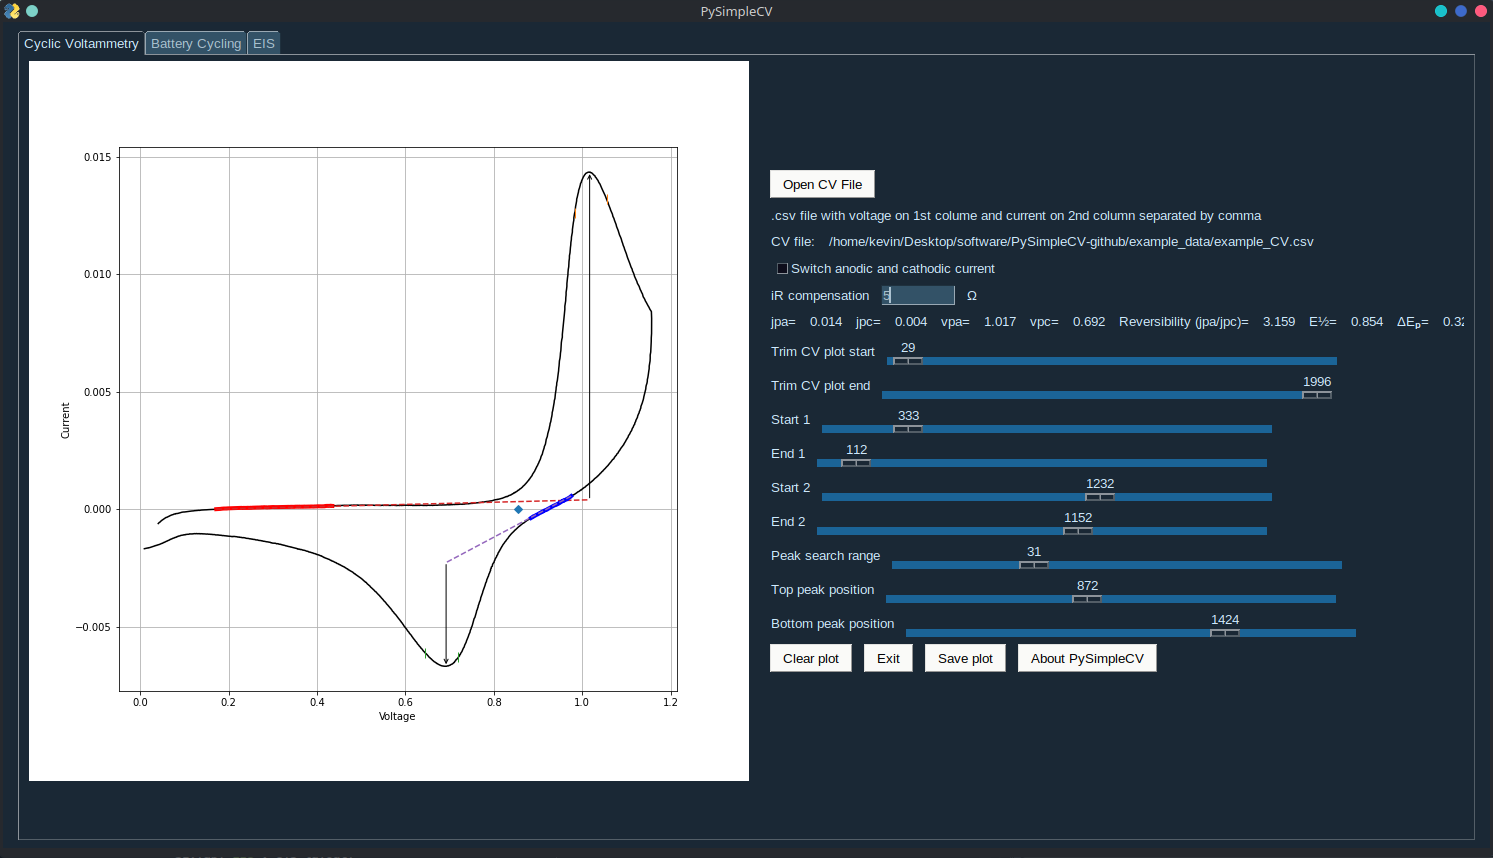 PySimpleCV
Cyclic Voltammetry Battery Cycling EIS
0.015
0.010
0.005
0.000
−0.005
Current
0.0 0.2 0.4 0.6 0.8 1.0 1.2
Voltage
Open CV File
.csv file with voltage on 1st colume and current on 2nd column separated by comma
CV file: /home/kevin/Desktop/software/PySimpleCV-github/example_data/example_CV.csv
Switch anodic and cathodic current
iR compensation 5 Ω
jpa= 0.014 jpc= 0.004 vpa= 1.017 vpc= 0.692 Reversibility (jpa/jpc)= 3.159 E½= 0.854 ΔEₚ=
Trim CV plot start 29
Trim CV plot end 1996
Start 1 333
End 1 112
Start 2 1232
End 2 1152
Peak search range 31
Top peak position 872
Bottom peak position 1424
Clear plot Exit Save plot About PySimpleCV